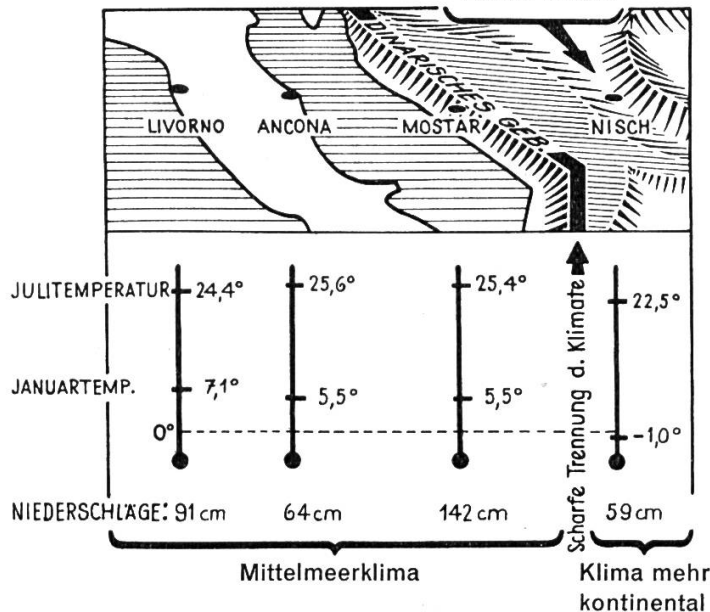 DINARISCHES GEB.
LIVORNO ANCONA MOSTAR NISCH
JULITEMPERATUR 24,4° 25,6° 25,4° 22,5°
JANUARTEMP. 7,1° 5,5° 5,5° -1,0°
0°
Scharfe Trennung d. Klimate
NIEDERSCHLÄGE: 91 cm 64 cm 142 cm 59 cm
Mittelmeerklima
Klima mehr
kontinental